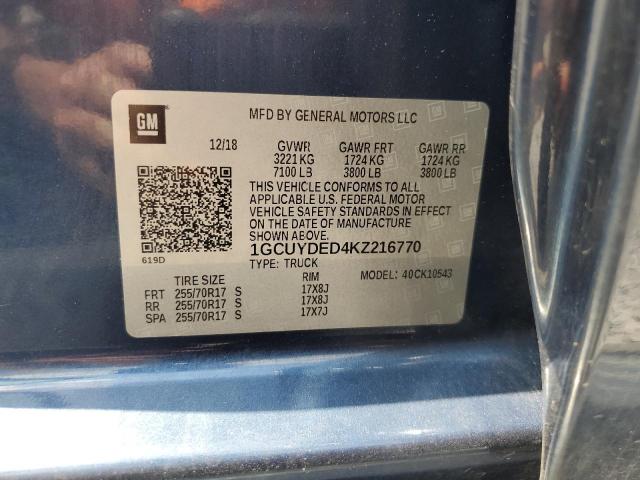 GM
MFD BY GENERAL MOTORS LLC
12/18 GVWR GAWR FRT GAWR RR
3221 KG 1724 KG 1724 KG
7100 LB 3800 LB 3800 LB
THIS VEHICLE CONFORMS TO ALL
APPLICABLE U.S. FEDERAL MOTOR
VEHICLE SAFETY STANDARDS IN EFFECT
ON THE DATE OF MANUFACTURE
SHOWN ABOVE.
1GCUYDED4KZ216770
619D
TYPE: TRUCK
MODEL: 40CK10543
TIRE SIZE RIM
FRT 255/70R17 S 17X8J
RR 255/70R17 S 17X8J
SPA 255/70R17 S 17X7J